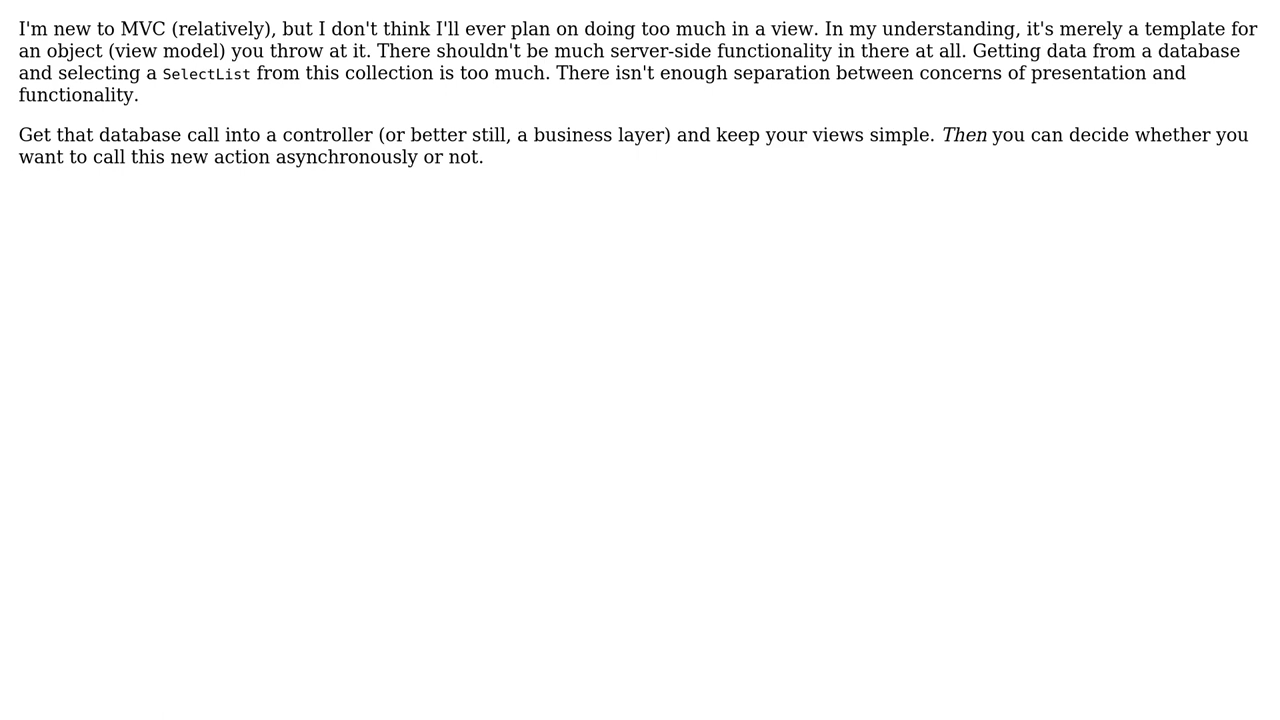 I'm new to MVC (relatively), but I don't think I'll ever plan on doing too much in a view. In my understanding, it's merely a template for
an object (view model) you throw at it. There shouldn't be much server-side functionality in there at all. Getting data from a database
and selecting a SelectList from this collection is too much. There isn't enough separation between concerns of presentation and
functionality.
Get that database call into a controller (or better still, a business layer) and keep your views simple. Then you can decide whether you
want to call this new action asynchronously or not.